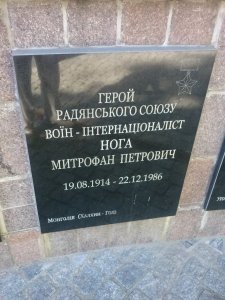 ГЕРОЙ
РАДЯНСЬКОГО СОЮЗУ
ВОЇН - ІНТЕРНАЦІОНАЛІСТ
НОГА
МИТРОФАН ПЕТРОВИЧ
19.08.1914 - 22.12.1986
Монголія (Халхин - Гол)